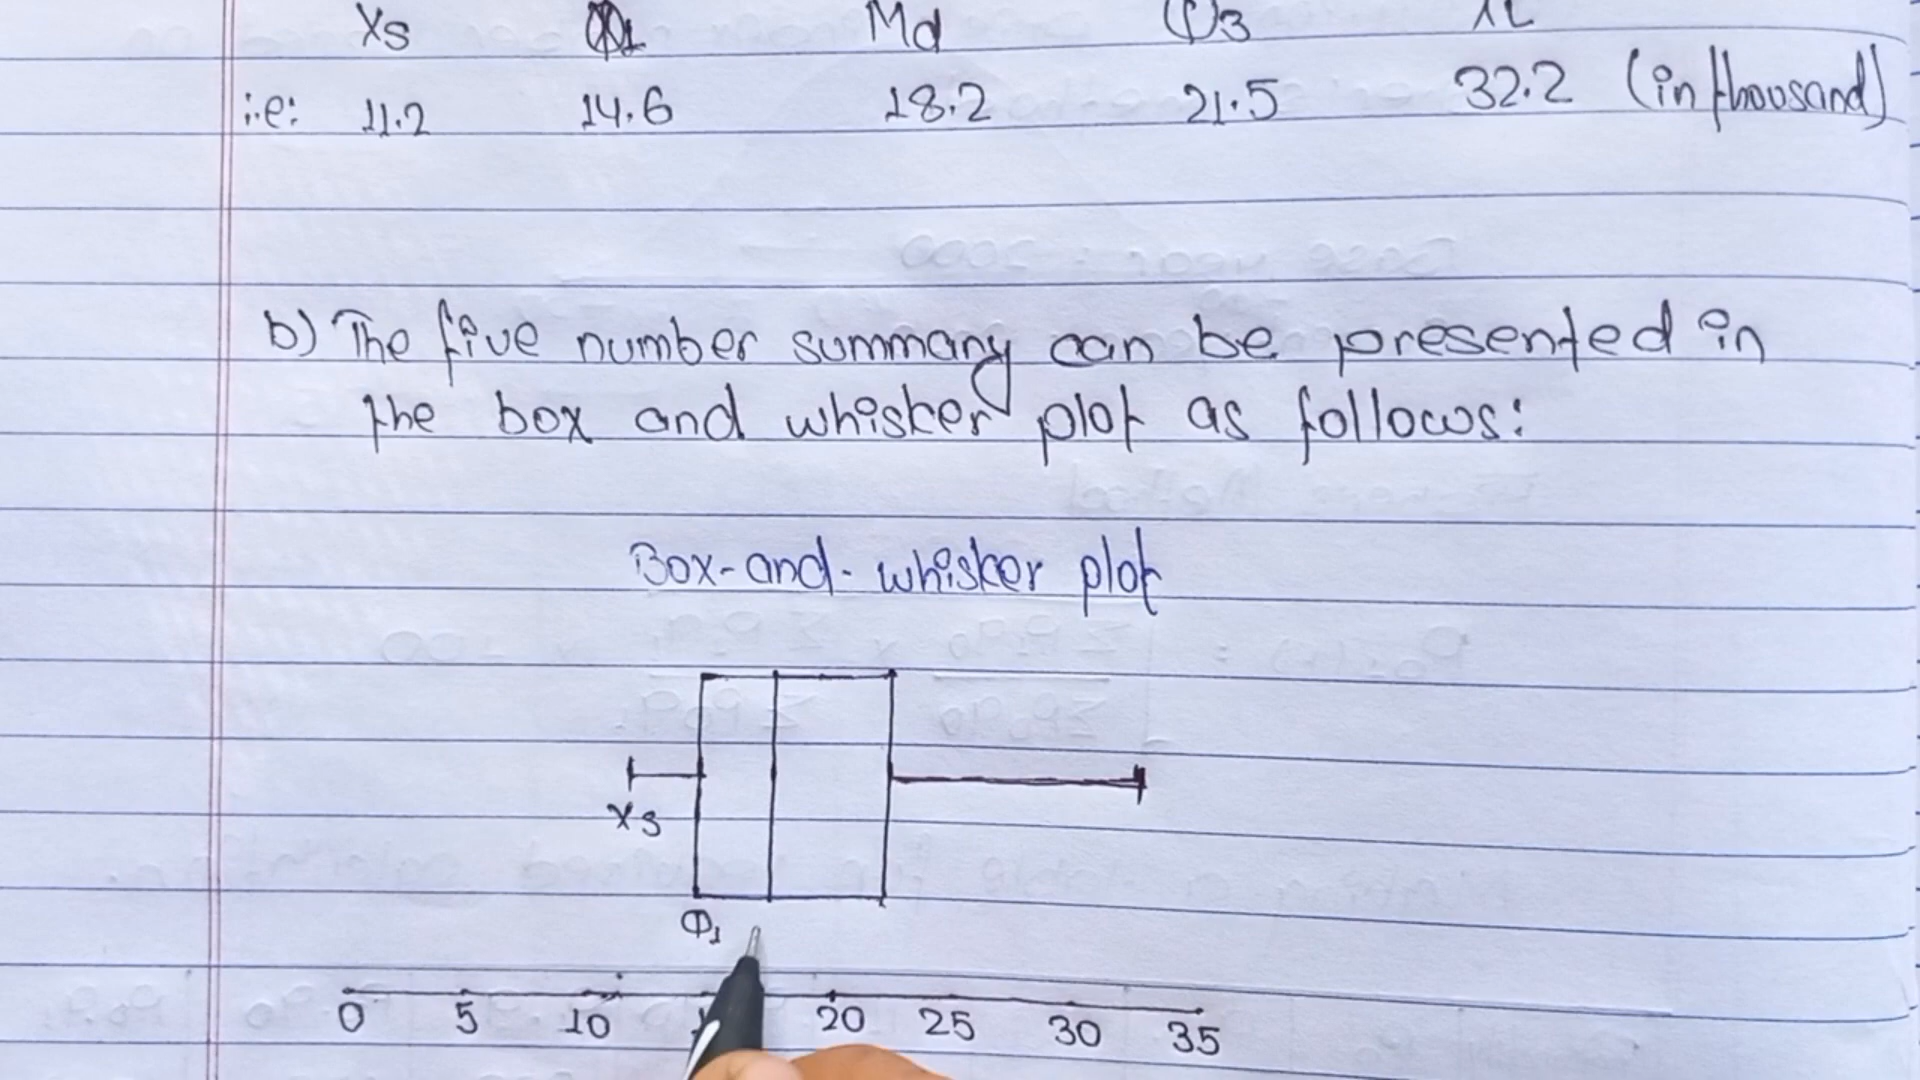 Xs Q1 Md Q3 XL
i.e: 11.2 14.6 18.2 21.5 32.2 (in thousand)
b) The five number summary can be presented in
the box and whisker plot as follows:
Box-and-whisker plot
Xs
Q1
0 5 10 20 25 30 35